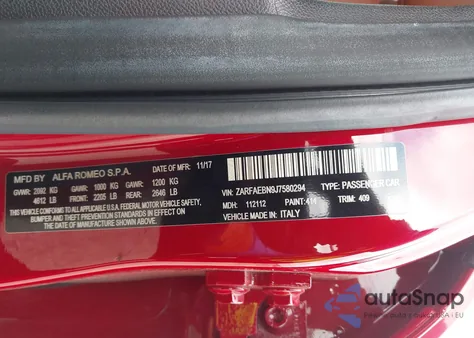 MFD BY ALFA ROMEO S.P.A. DATE OF MFR. 11/17
GVWR: 2092 KG GAWR: 1000 KG GAWR: 1200 KG
4612 LB FRONT: 2205 LB REAR: 2646 LB
THIS VEHICLE CONFORMS TO ALL APPLICABLE
U.S.A. FEDERAL MOTOR VEHICLE SAFETY,
BUMPER AND THEFT PREVENTION STANDARDS
IN EFFECT ON THE DATE OF MANUFACTURE
SHOWN ABOVE.
VIN: ZARFAEBN9J7580294 TYPE: PASSENGER CAR
MDH: 112112 PAINT: 414 TRIM: 409
VEHICLE MADE IN: ITALY
autoSnap